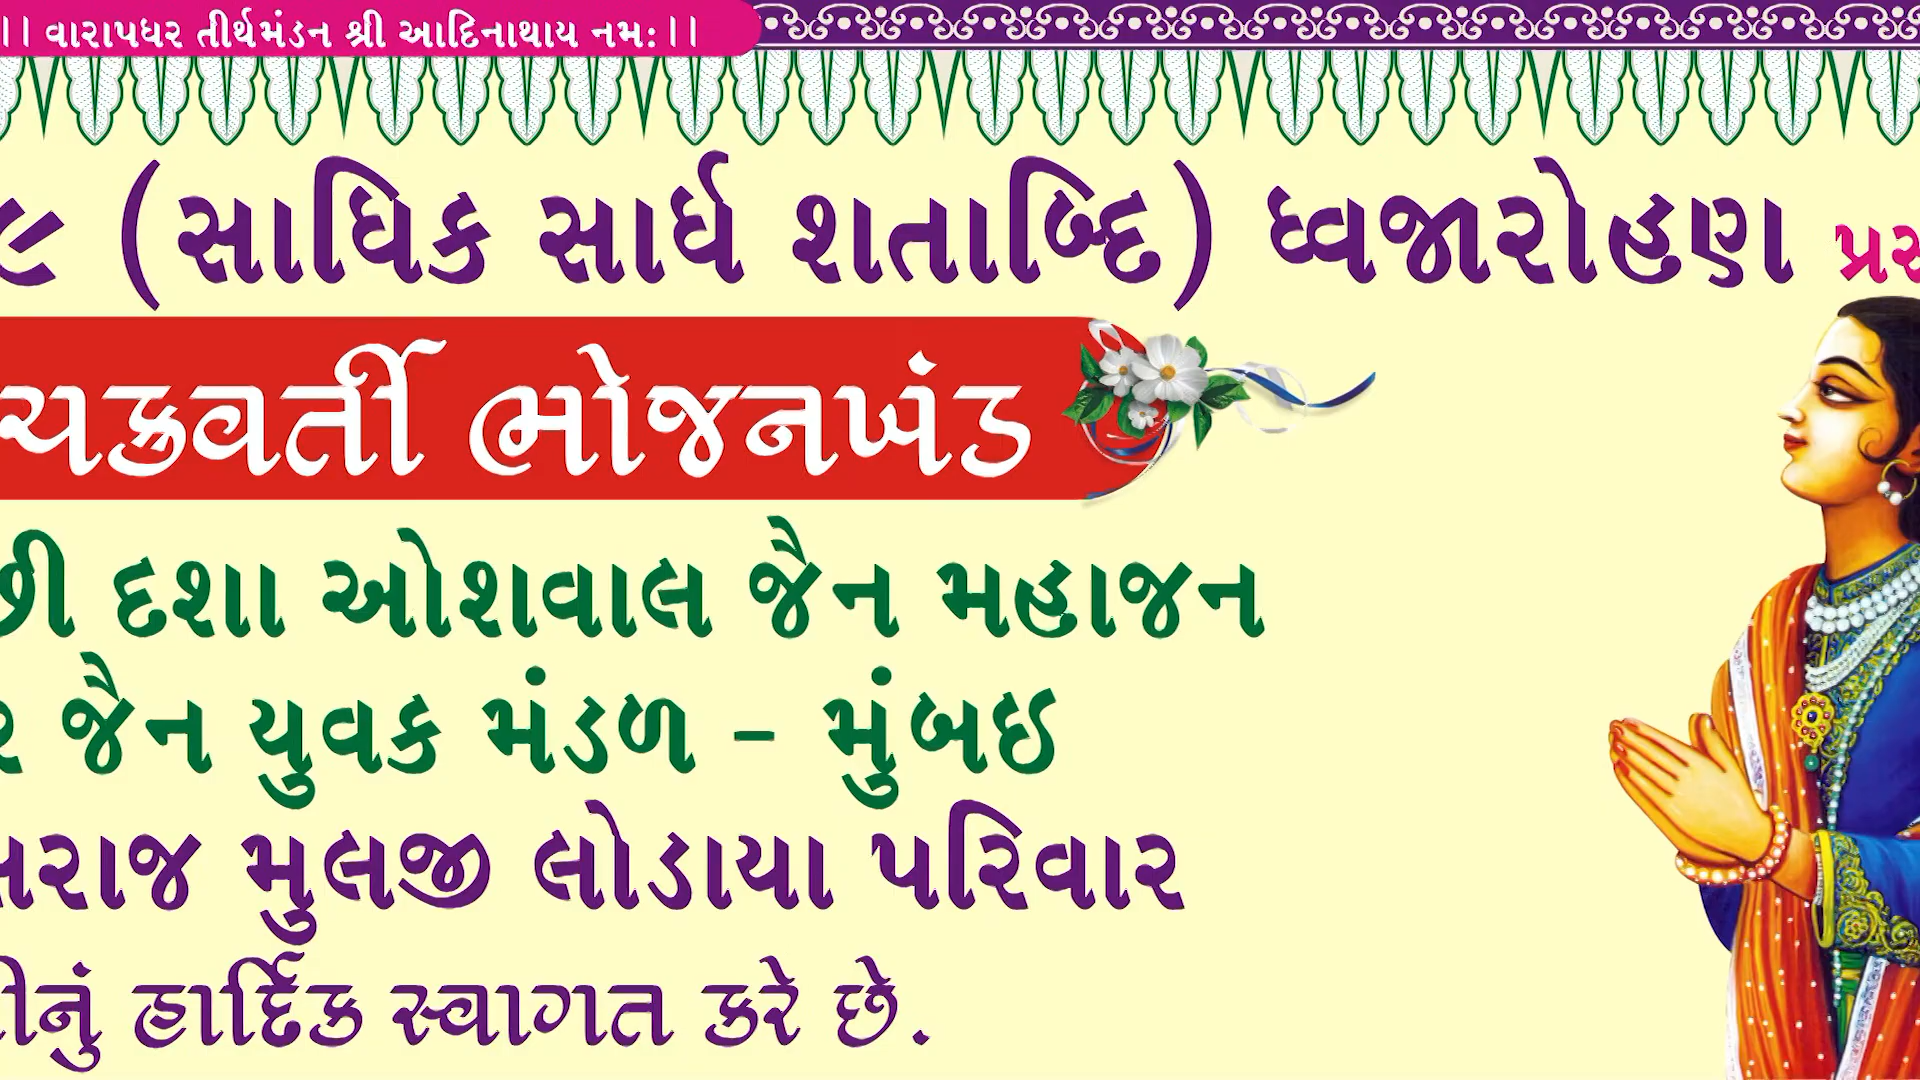 ।। વારાપધર તીર્થમંડન શ્રી આદિનાથાય નમઃ।।
૯ (સાધિક સાર્ધ શતાબ્દિ) ધ્વજારોહણ
ચક્રવર્તી ભોજનખંડ
દશા ઓશવાલ જૈન મહાજન
જૈન યુવક મંડળ - મુંબઇ
મુલજી લોડાયા પરિવાર
હાર્દિક સ્વાગત કરે છે.